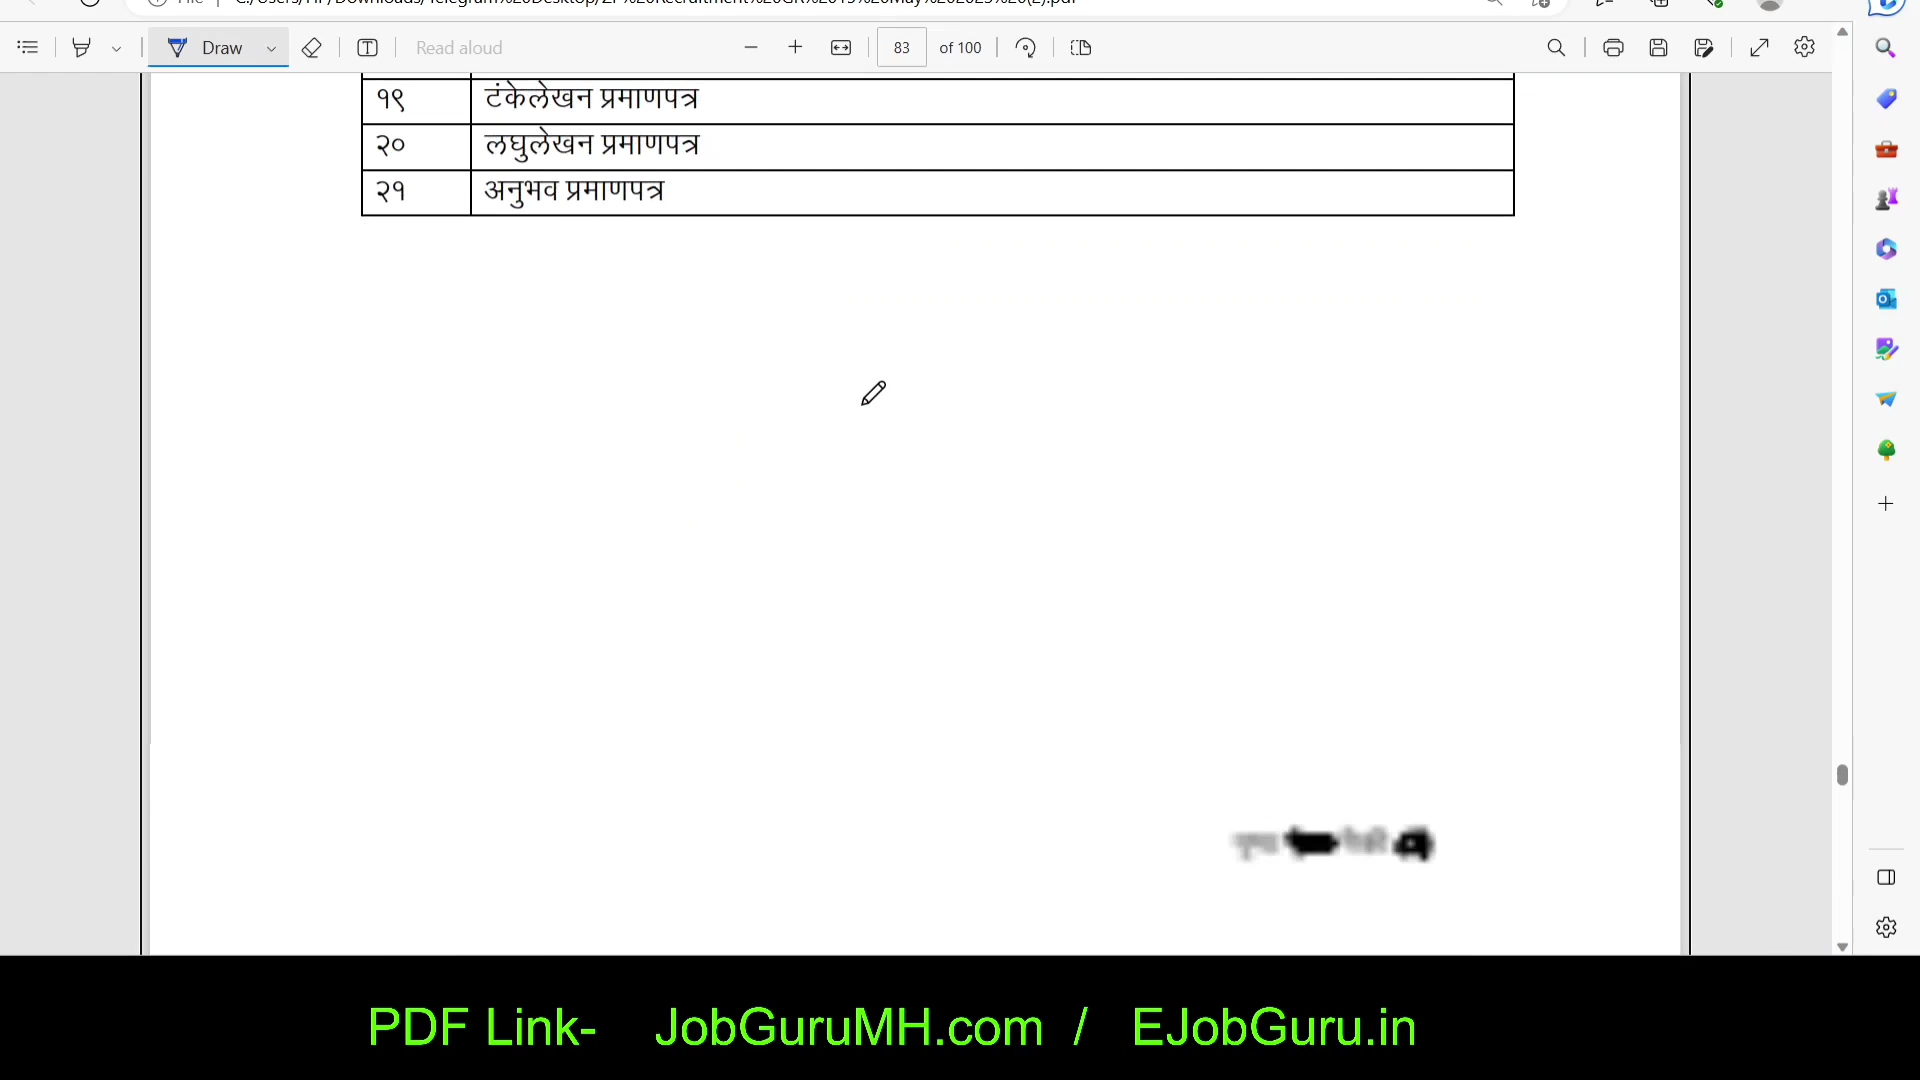 Draw
Read aloud
83 of 100
१९ टंकेलेखन प्रमाणपत्र
२० लघुलेखन प्रमाणपत्र
२१ अनुभव प्रमाणपत्र
PDF Link- JobGuruMH.com / EJobGuru.in